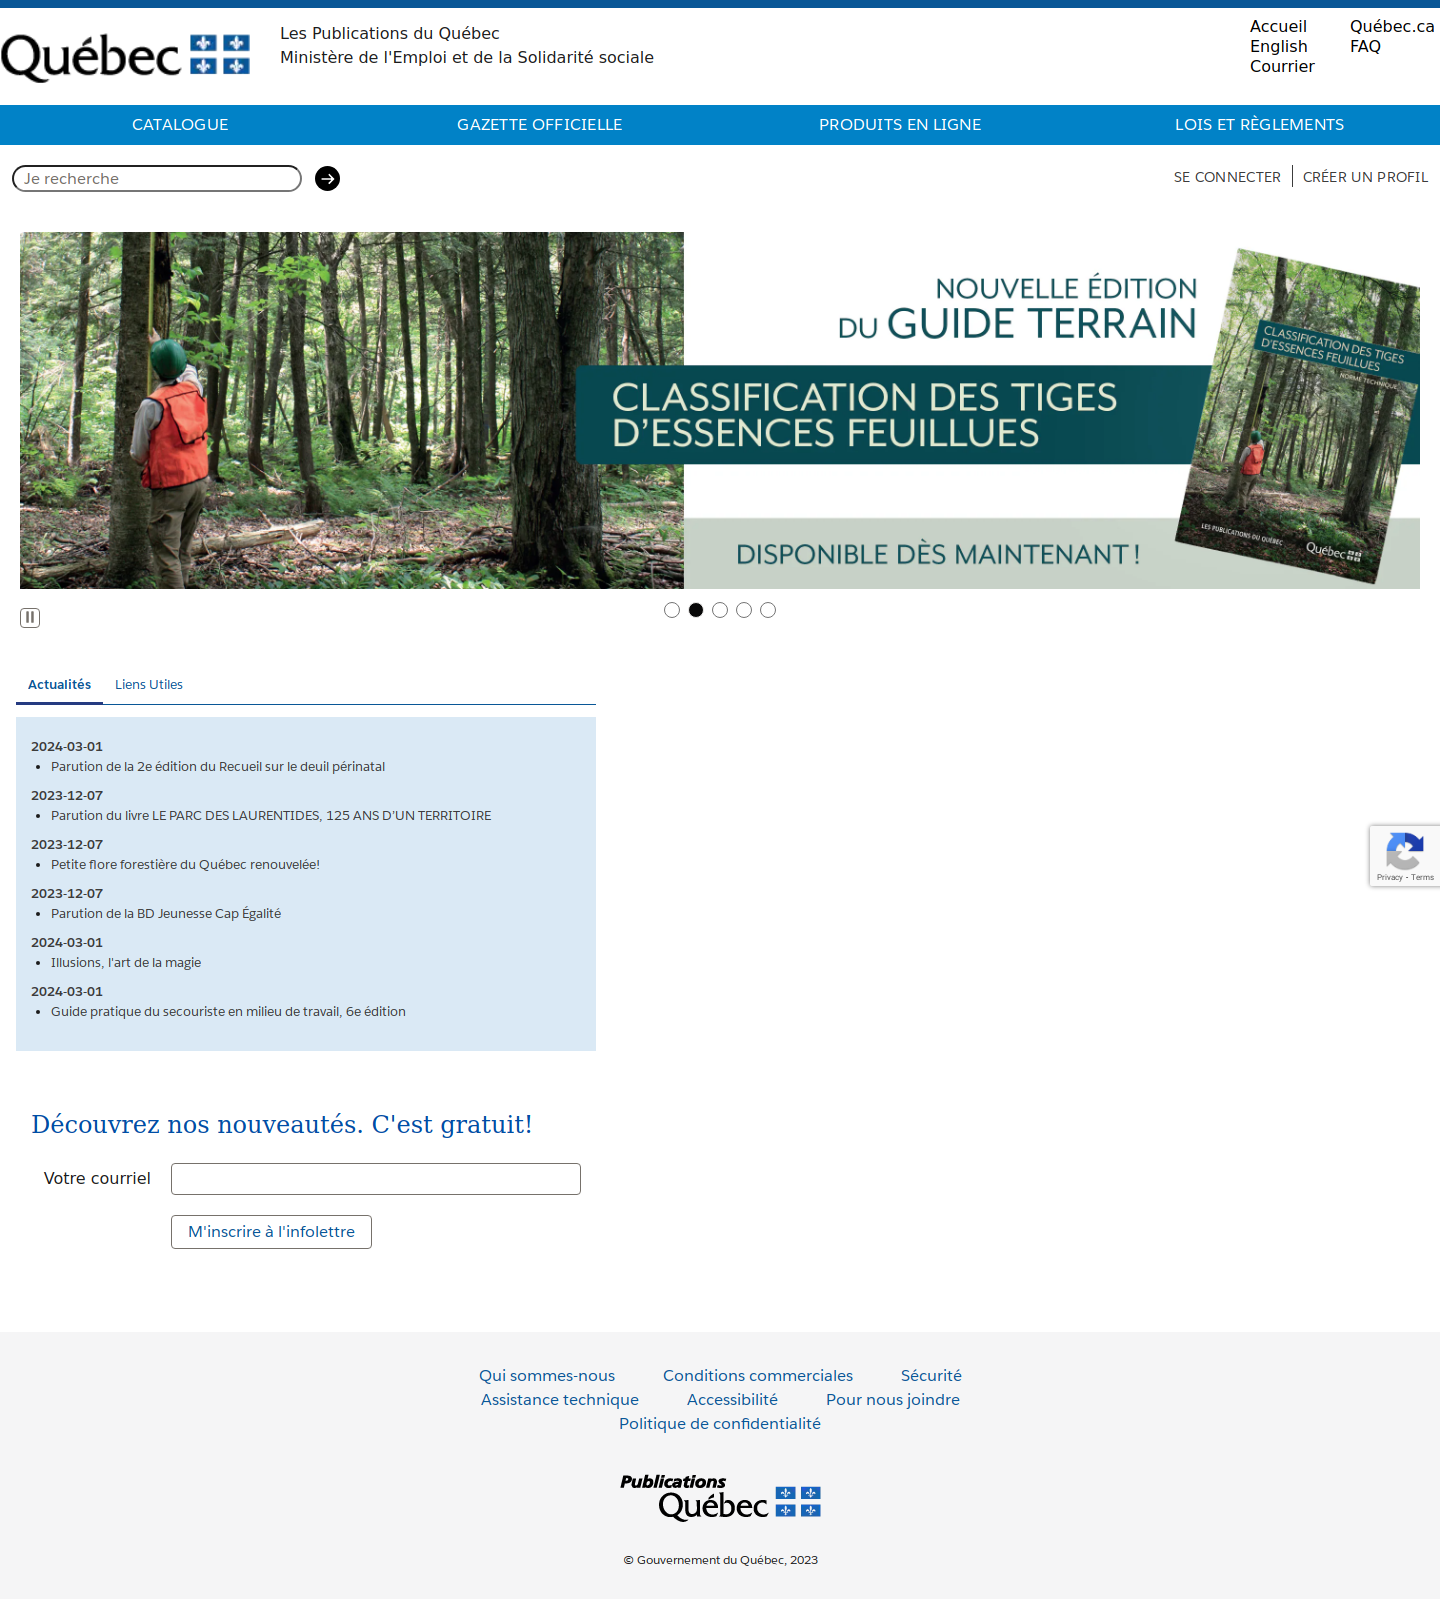 Québec
Les Publications du Québec
Ministère de l'Emploi et de la Solidarité sociale
Accueil
English
Courrier
Québec.ca
FAQ
CATALOGUE
GAZETTE OFFICIELLE
PRODUITS EN LIGNE
LOIS ET RÈGLEMENTS
Je recherche
SE CONNECTER
CRÉER UN PROFIL
NOUVELLE ÉDITION
DU GUIDE TERRAIN
CLASSIFICATION DES TIGES
D'ESSENCES FEUILLUES
DISPONIBLE DÈS MAINTENANT !
CLASSIFICATION DES TIGES
D'ESSENCES FEUILLUES
NORME TECHNIQUE
LES PUBLICATIONS DU QUÉBEC
Québec
Actualités
Liens Utiles
2024-03-01
• Parution de la 2e édition du Recueil sur le deuil périnatal
2023-12-07
• Parution du livre LE PARC DES LAURENTIDES, 125 ANS D'UN TERRITOIRE
2023-12-07
• Petite flore forestière du Québec renouvelée!
2023-12-07
• Parution de la BD Jeunesse Cap Égalité
2024-03-01
• Illusions, l'art de la magie
2024-03-01
• Guide pratique du secouriste en milieu de travail, 6e édition
Privacy - Terms
Découvrez nos nouveautés. C'est gratuit!
Votre courriel
M'inscrire à l'infolettre
Qui sommes-nous
Conditions commerciales
Sécurité
Assistance technique
Accessibilité
Pour nous joindre
Politique de confidentialité
Publications
Québec
© Gouvernement du Québec, 2023